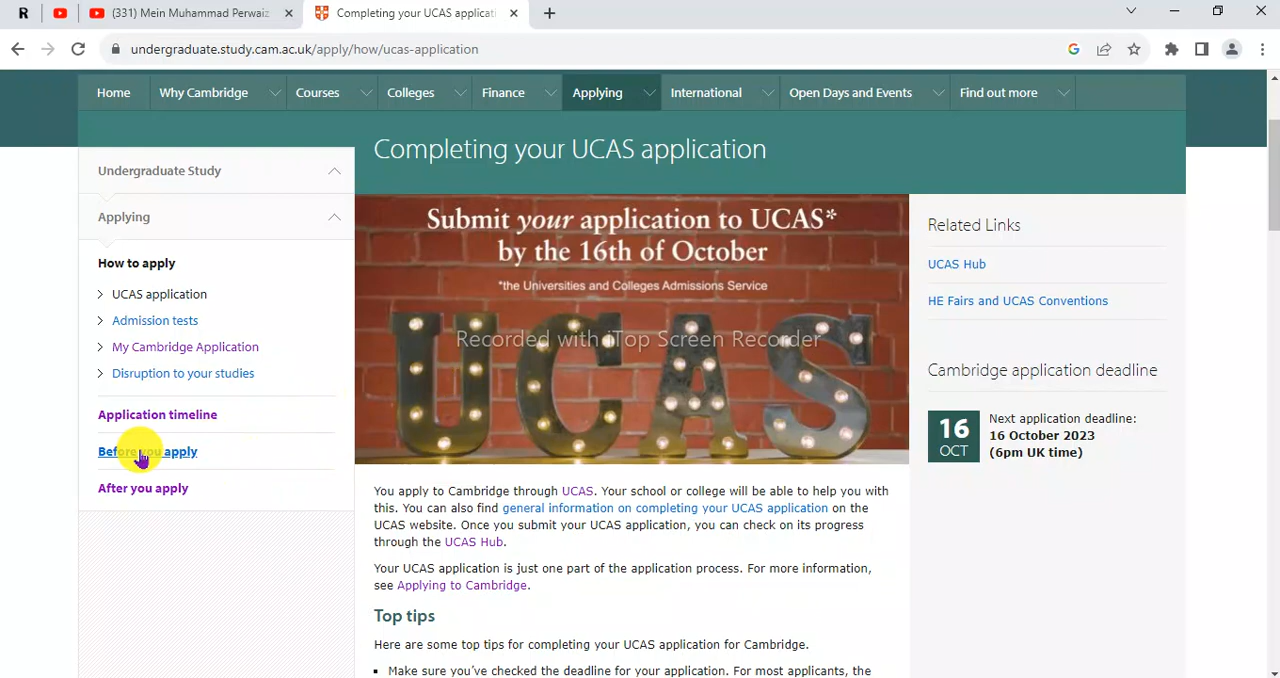 (331) Mein Muhammad Perwaiz
Completing your UCAS applicati
undergraduate.study.cam.ac.uk/apply/how/ucas-application
Home
Why Cambridge
Courses
Colleges
Finance
Applying
International
Open Days and Events
Find out more
Completing your UCAS application
Undergraduate Study
Applying
How to apply
UCAS application
Admission tests
My Cambridge Application
Disruption to your studies
Application timeline
Before you apply
After you apply
Submit your application to UCAS*
by the 16th of October
*the Universities and Colleges Admissions Service
Recorded with iTop Screen Recorder
UCAS
You apply to Cambridge through UCAS. Your school or college will be able to help you with
this. You can also find general information on completing your UCAS application on the
UCAS website. Once you submit your UCAS application, you can check on its progress
through the UCAS Hub.
Your UCAS application is just one part of the application process. For more information,
see Applying to Cambridge.
Top tips
Here are some top tips for completing your UCAS application for Cambridge.
Make sure you've checked the deadline for your application. For most applicants, the
Related Links
UCAS Hub
HE Fairs and UCAS Conventions
Cambridge application deadline
16
OCT
Next application deadline:
16 October 2023
(6pm UK time)